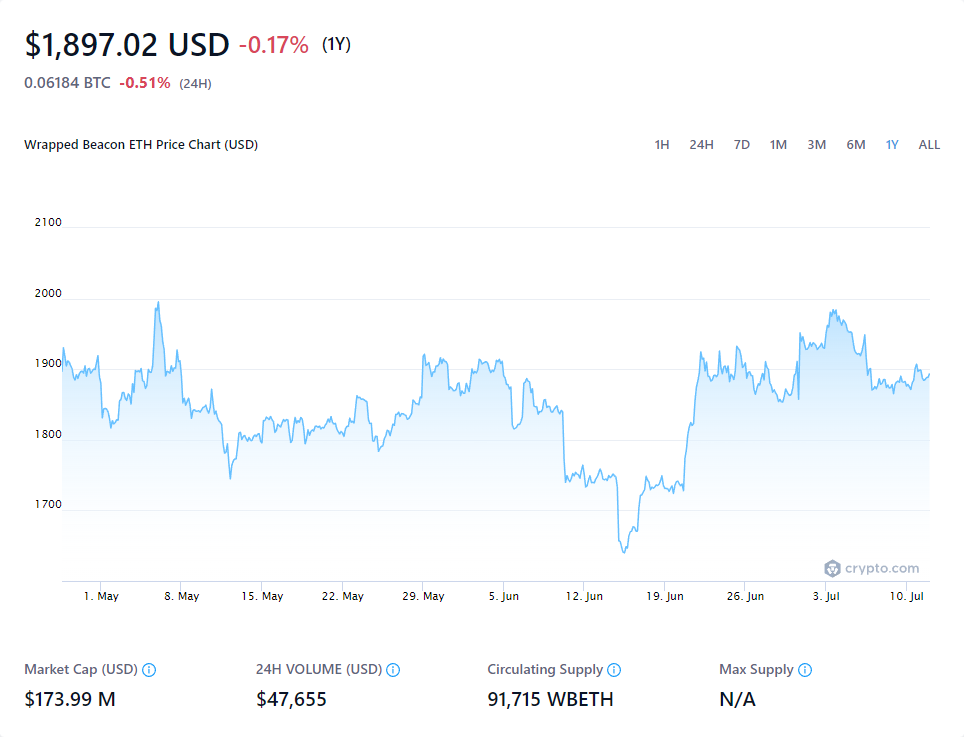 $1,897.02 USD -0.17% (1Y)
0.06184 BTC -0.51% (24H)
Wrapped Beacon ETH Price Chart (USD)
1H 24H 7D 1M 3M 6M 1Y ALL
2100
2000
1900
1800
1700
crypto.com
1. May 8. May 15. May 22. May 29. May 5. Jun 12. Jun 19. Jun 26. Jun 3. Jul 10. Jul
Market Cap (USD) 24H VOLUME (USD) Circulating Supply Max Supply
$173.99 M $47,655 91,715 WBETH N/A